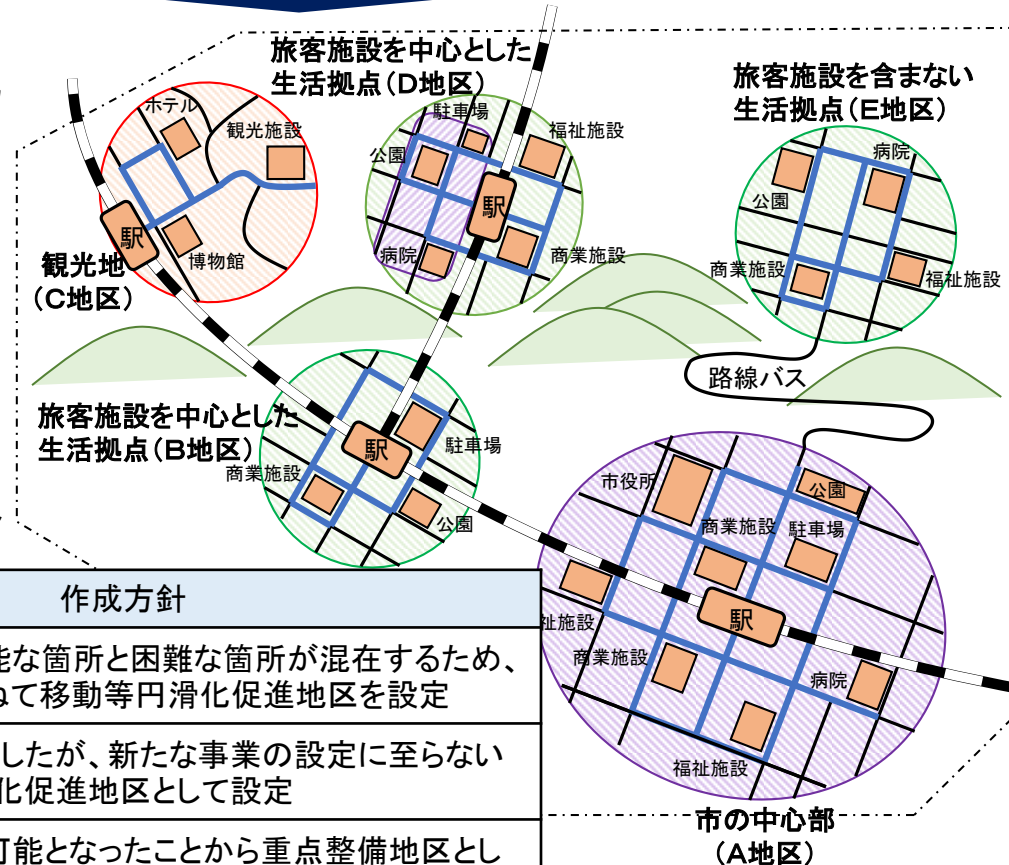 旅客施設を中心とした
生活拠点(D地区)
旅客施設を含まない
生活拠点(E地区)
ホテル
観光施設
駅
博物館
観光地
(C地区)
駐車場
公園
福祉施設
駅
病院
商業施設
病院
公園
商業施設
福祉施設
路線バス
旅客施設を中心とした
生活拠点(B地区)
駅
駐車場
商業施設
公園
市役所
公園
商業施設
駐車場
祉施設
駅
商業施設
病院
福祉施設
市の中心部
(A地区)
作成方針
能な箇所と困難な箇所が混在するため、
ねて移動等円滑化促進地区を設定
したが、新たな事業の設定に至らない
化促進地区として設定
可能となったことから重点整備地区とし